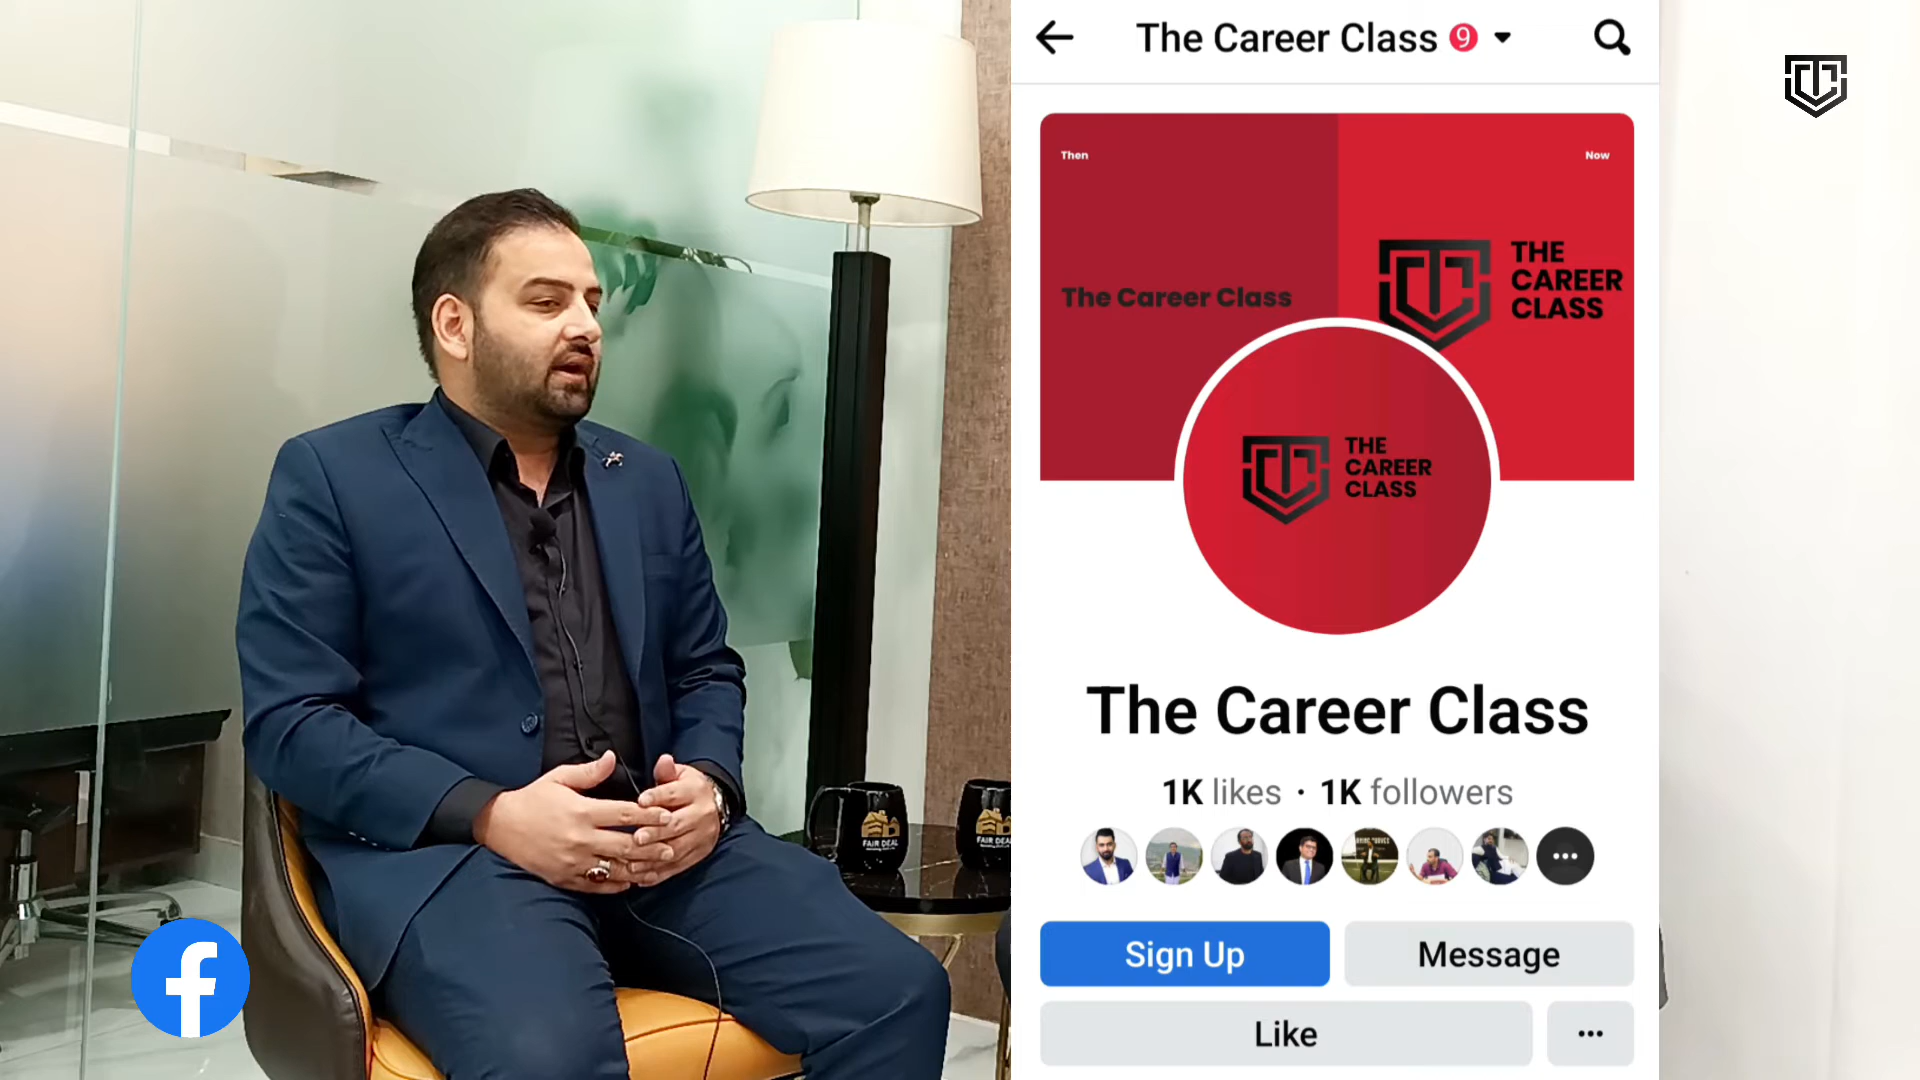 The Career Class 9
Then
Now
The Career Class
THE
CAREER
CLASS
THE
CAREER
CLASS
The Career Class
1K likes · 1K followers
FAIR DEAL
FAIR DEA
Sign Up
Message
Like